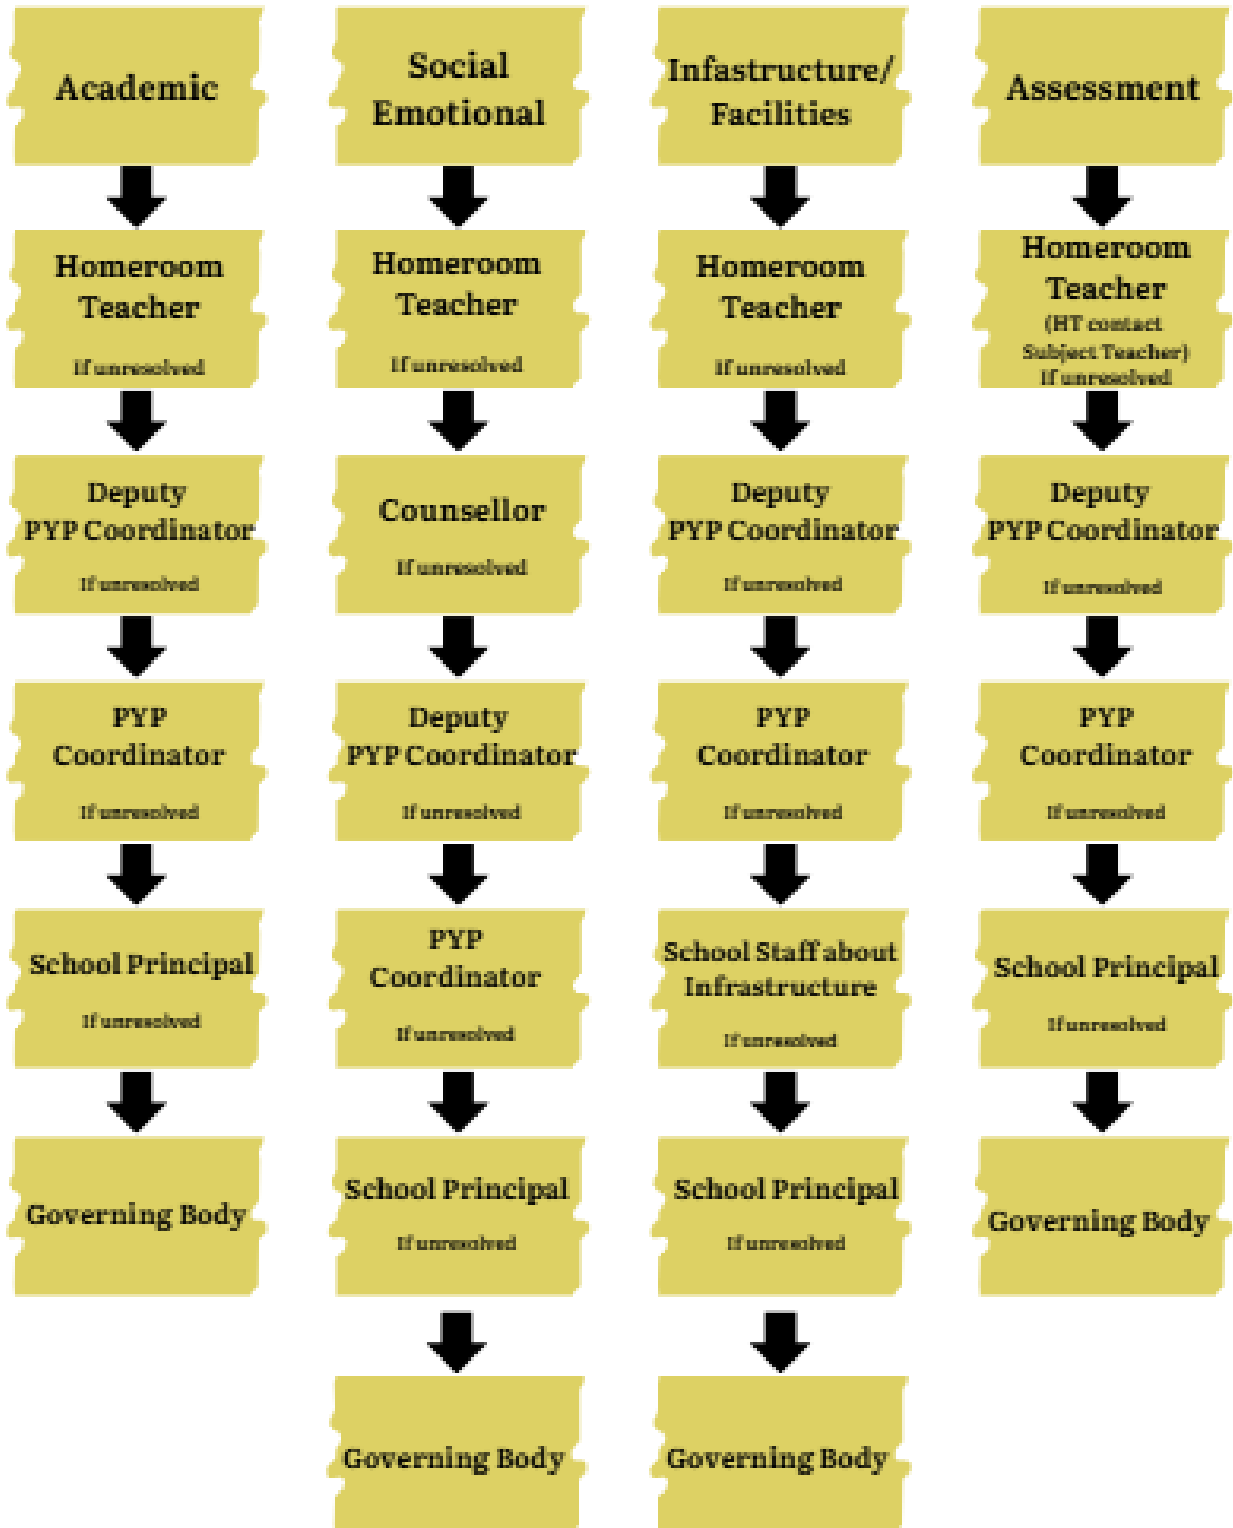 Academic
Homeroom
Teacher
If unresolved
Deputy
PYP Coordinator
If unresolved
PYP
Coordinator
If unresolved
School Principal
If unresolved
Governing Body
Social
Emotional
Homeroom
Teacher
If unresolved
Counsellor
If unresolved
Deputy
PYP Coordinator
If unresolved
PYP
Coordinator
If unresolved
School Principal
If unresolved
Governing Body
Infastructure/
Facilities
Homeroom
Teacher
If unresolved
Deputy
PYP Coordinator
If unresolved
PYP
Coordinator
If unresolved
School Staff about
Infrastructure
If unresolved
School Principal
If unresolved
Governing Body
Assessment
Homeroom
Teacher
(HT contact
Subject Teacher)
If unresolved
Deputy
PYP Coordinator
If unresolved
PYP
Coordinator
If unresolved
School Principal
If unresolved
Governing Body